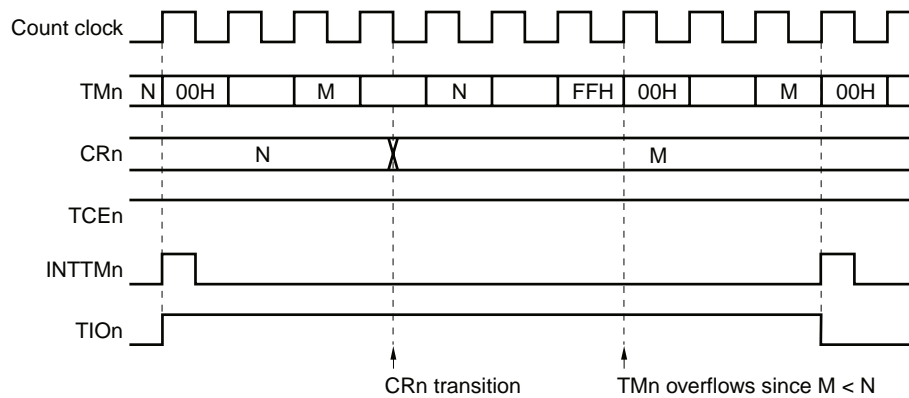 Count clock
TMn N 00H M N FFH 00H M 00H
CRn N M
TCEn
INTTMn
TIOn
CRn transition TMn overflows since M < N